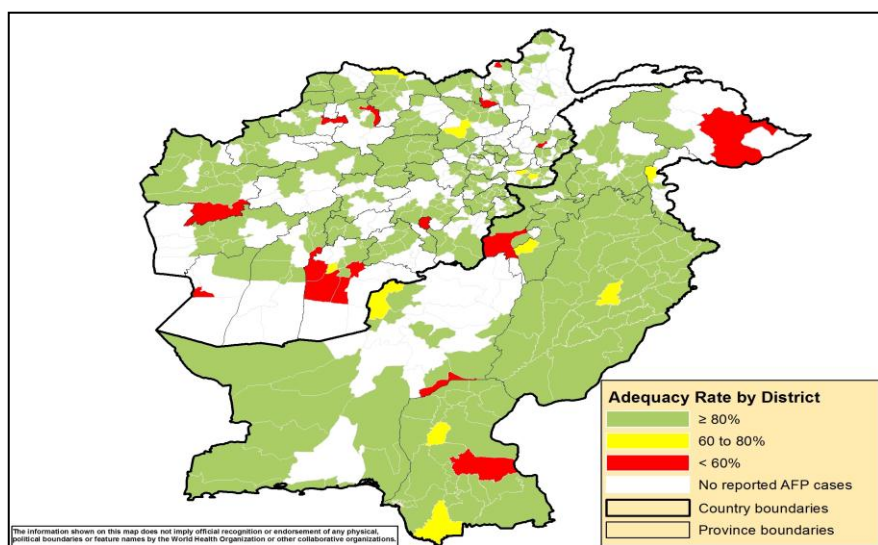 Adequacy Rate by District
≥ 80%
60 to 80%
< 60%
No reported AFP cases
Country boundaries
Province boundaries
The information shown on this map does not imply official recognition or endorsement of any physical,
political boundaries or feature names by the World Health Organization or other collaborative organizations.